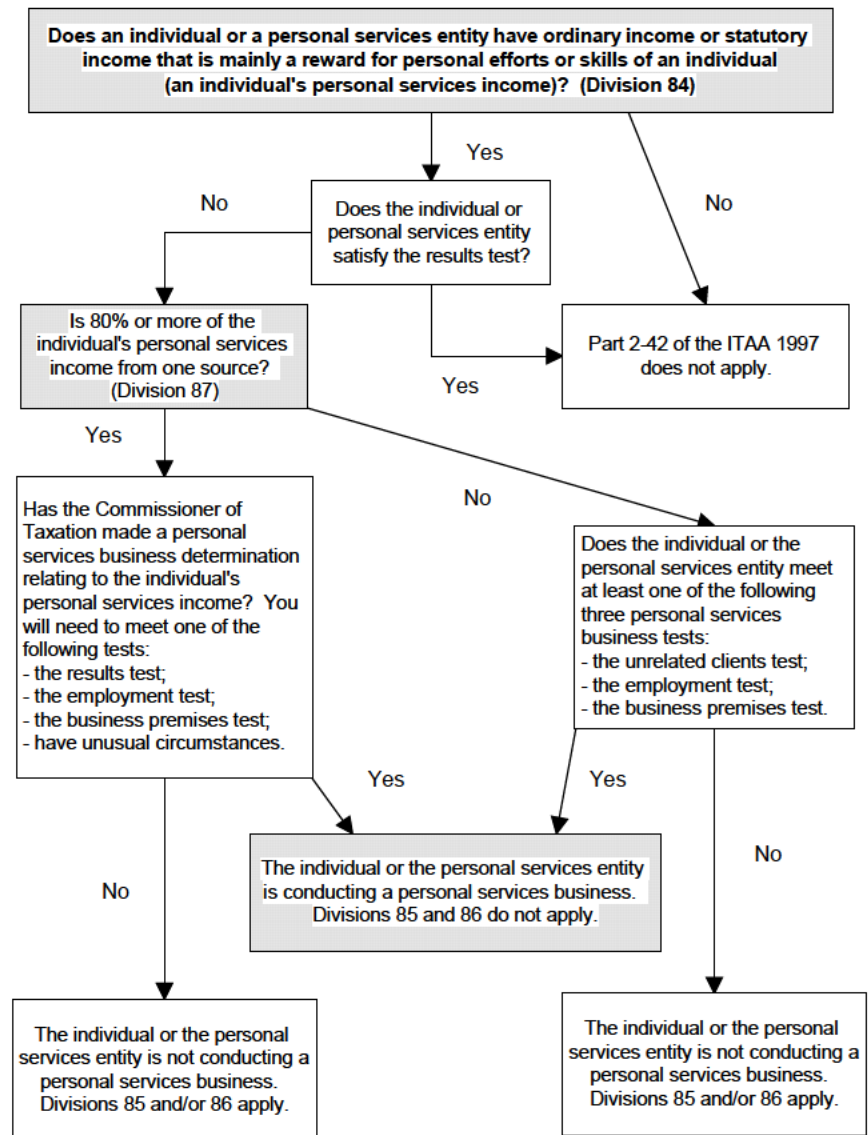 Does an individual or a personal services entity have ordinary income or statutory
income that is mainly a reward for personal efforts or skills of an individual
(an individual's personal services income)? (Division 84)
Yes
No
No
Does the individual or
personal services entity
satisfy the results test?
Is 80% or more of the
individual's personal services
income from one source?
(Division 87)
Yes
Part 2-42 of the ITAA 1997
does not apply.
Yes
No
Has the Commissioner of
Taxation made a personal
services business determination
relating to the individual's
personal services income? You
will need to meet one of the
following tests:
- the results test;
- the employment test;
- the business premises test;
- have unusual circumstances.
Does the individual or the
personal services entity meet
at least one of the following
three personal services
business tests:
- the unrelated clients test;
- the employment test;
- the business premises test.
Yes
Yes
No
No
The individual or the personal services entity
is conducting a personal services business.
Divisions 85 and 86 do not apply.
The individual or the personal
services entity is not conducting a
personal services business.
Divisions 85 and/or 86 apply.
The individual or the personal
services entity is not conducting a
personal services business.
Divisions 85 and/or 86 apply.